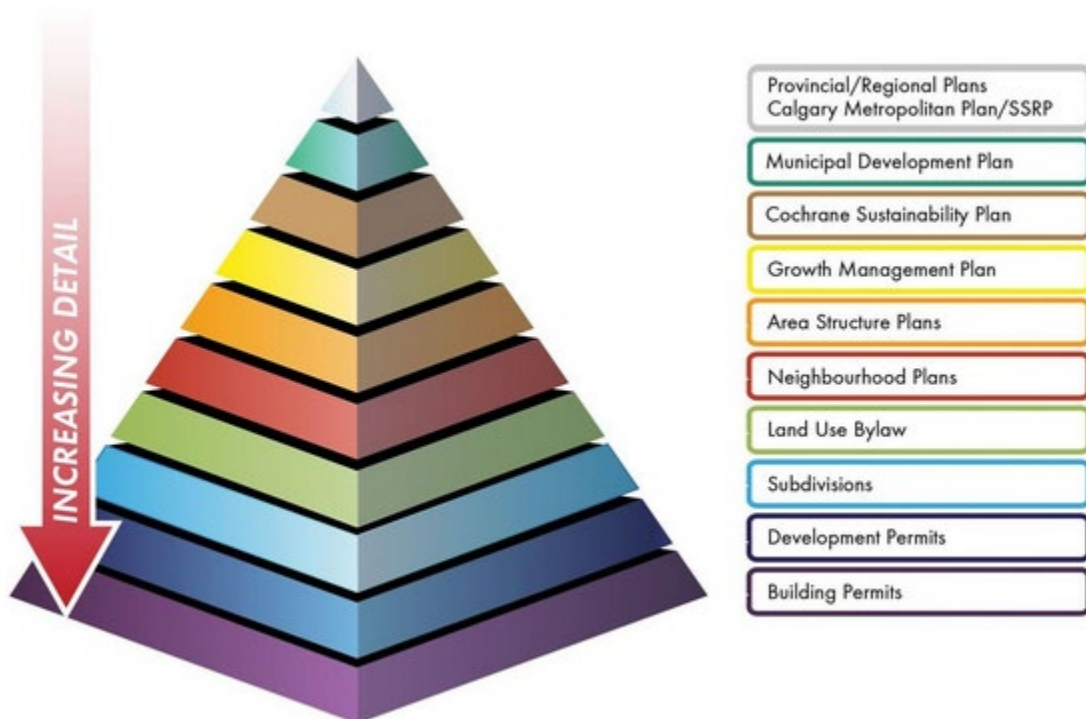 INCREASING DETAIL
Provincial/Regional Plans
Calgary Metropolitan Plan/SSRP
Municipal Development Plan
Cochrane Sustainability Plan
Growth Management Plan
Area Structure Plans
Neighbourhood Plans
Land Use Bylaw
Subdivisions
Development Permits
Building Permits